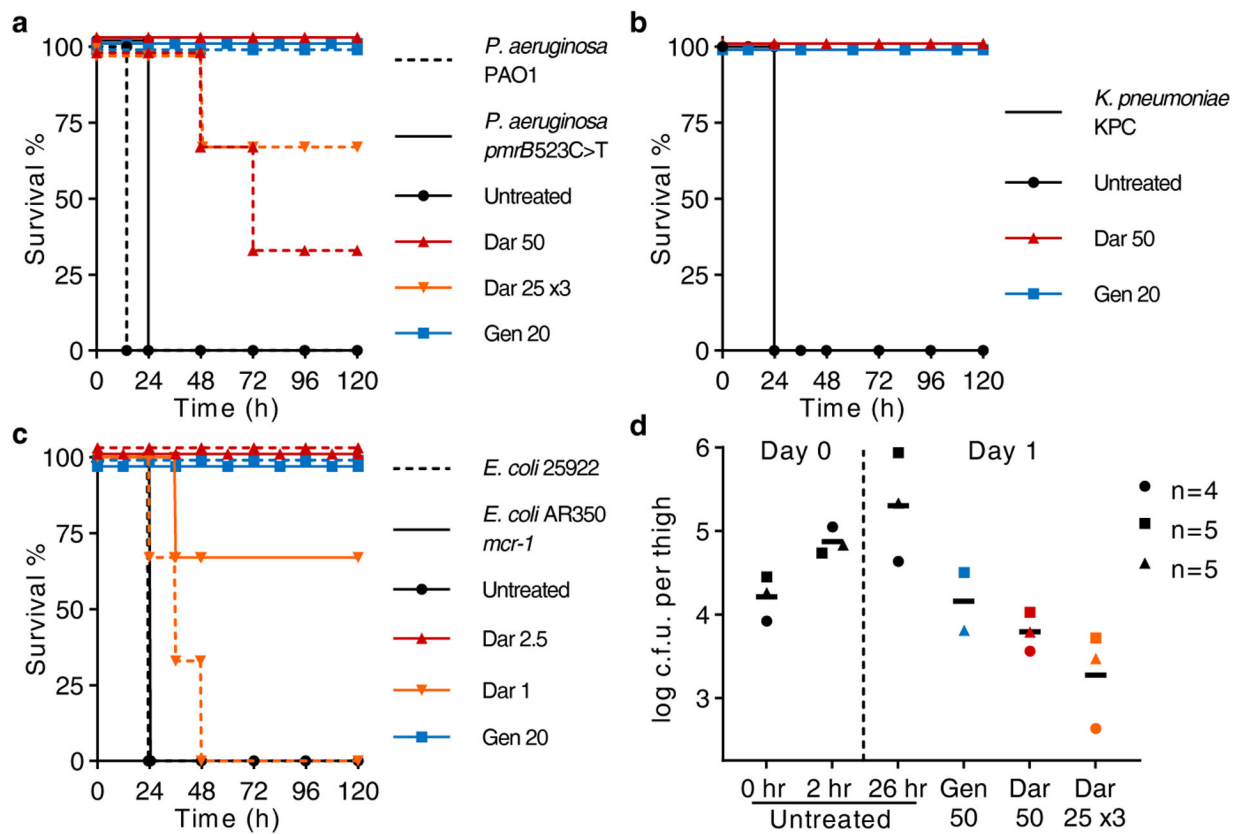 a
100
75
50
25
0
Survival %
0 24 48 72 96 120
Time (h)
P. aeruginosa
PAO1
P. aeruginosa
pmrB523C>T
Untreated
Dar 50
Dar 25 x3
Gen 20
b
100
75
50
25
0
Survival %
0 24 48 72 96 120
Time (h)
K. pneumoniae
KPC
Untreated
Dar 50
Gen 20
c
100
75
50
25
0
Survival %
0 24 48 72 96 120
Time (h)
E. coli 25922
E. coli AR350
mcr-1
Untreated
Dar 2.5
Dar 1
Gen 20
d
6
5
4
3
log c.f.u. per thigh
Day 0 Day 1
n=4
n=5
n=5
0 hr 2 hr 26 hr Gen Dar Dar
Untreated 50 50 25 x3